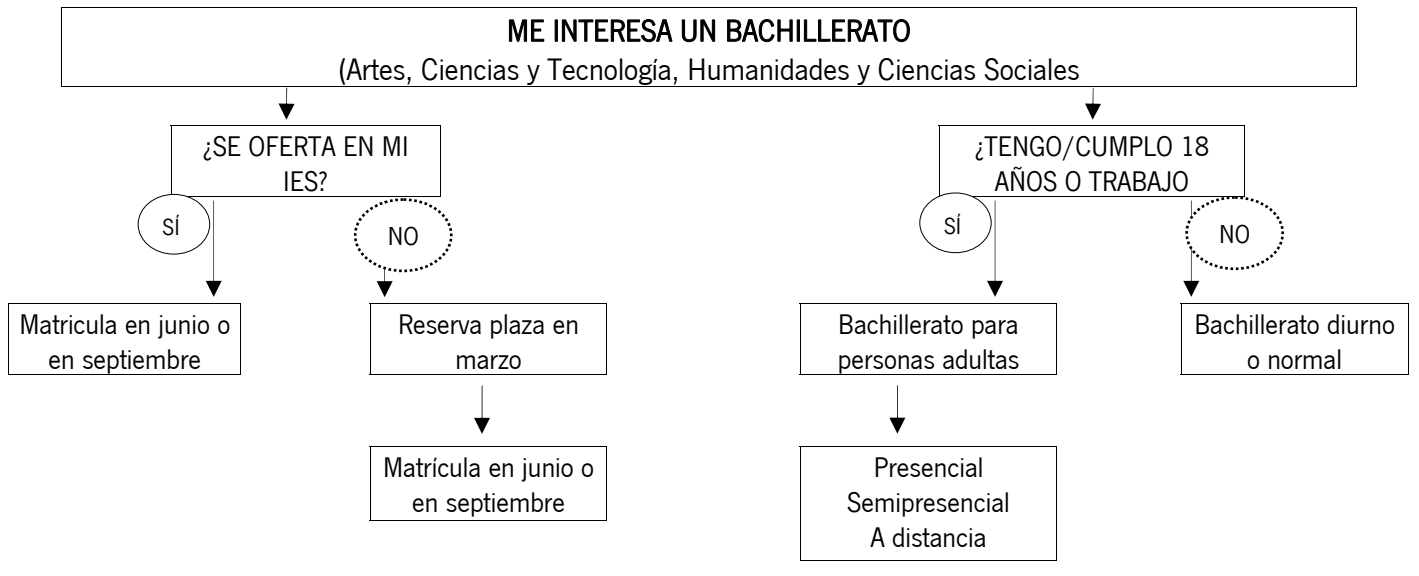 ME INTERESA UN BACHILLERATO
(Artes, Ciencias y Tecnología, Humanidades y Ciencias Sociales
¿SE OFERTA EN MI
IES?
¿TENGO/CUMPLO 18
AÑOS O TRABAJO
SÍ
NO
SÍ
NO
Matricula en junio o
en septiembre
Reserva plaza en
marzo
Bachillerato para
personas adultas
Bachillerato diurno
o normal
Matrícula en junio o
en septiembre
Presencial
Semipresencial
A distancia